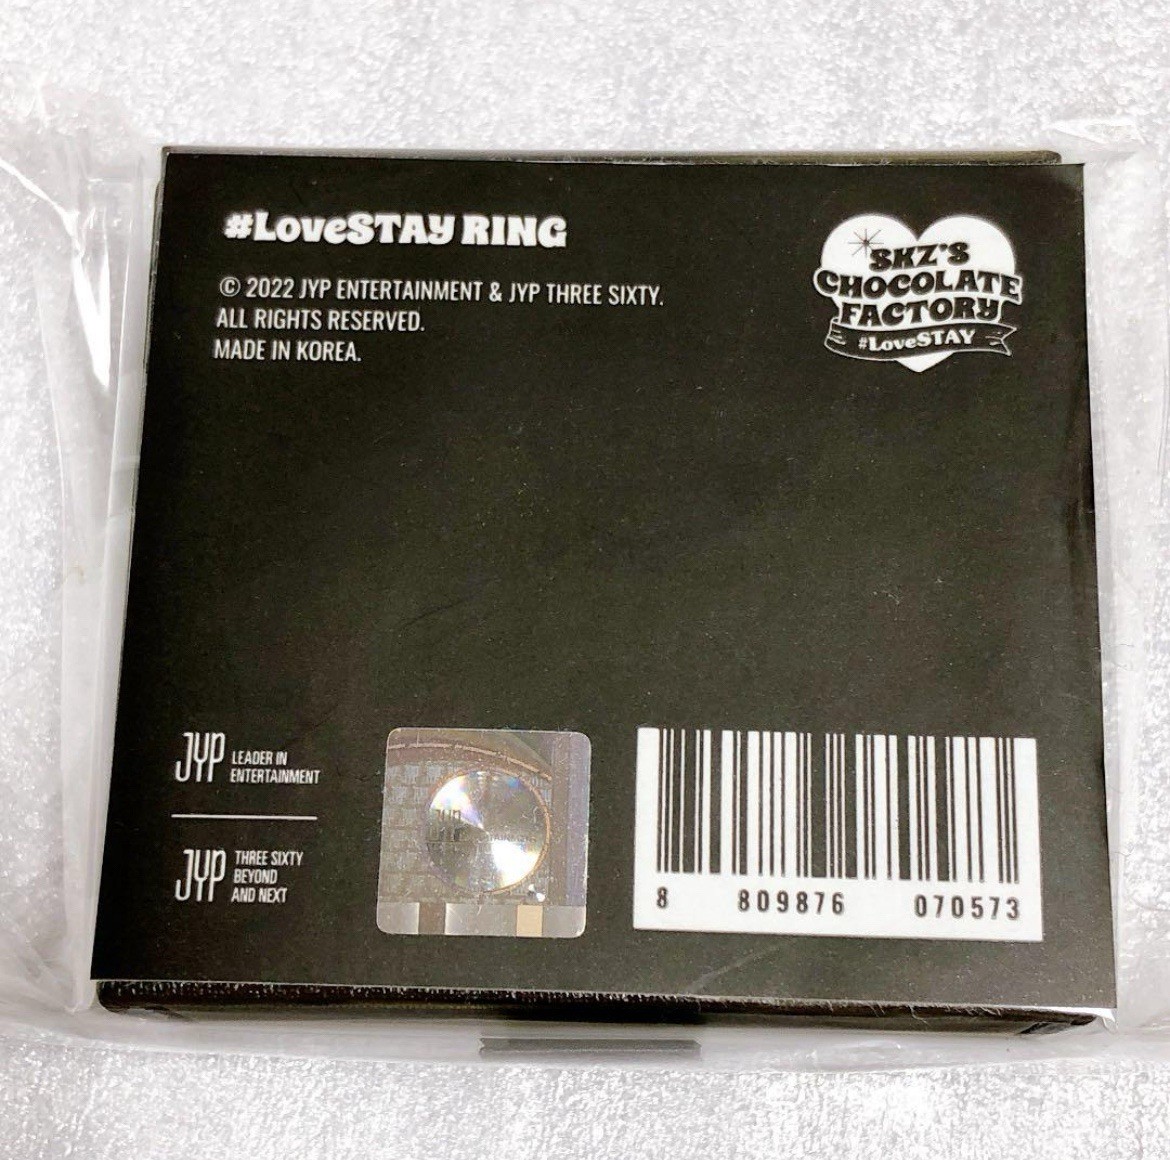 #LoveSTAY RING
© 2022 JYP ENTERTAINMENT & JYP THREE SIXTY.
ALL RIGHTS RESERVED.
MADE IN KOREA.
SKZ'S
CHOCOLATE
FACTORY
#LoveSTAY
JYP LEADER IN
ENTERTAINMENT
JYP THREE SIXTY
BEYOND
AND NEXT
JYP
8 809876 070573